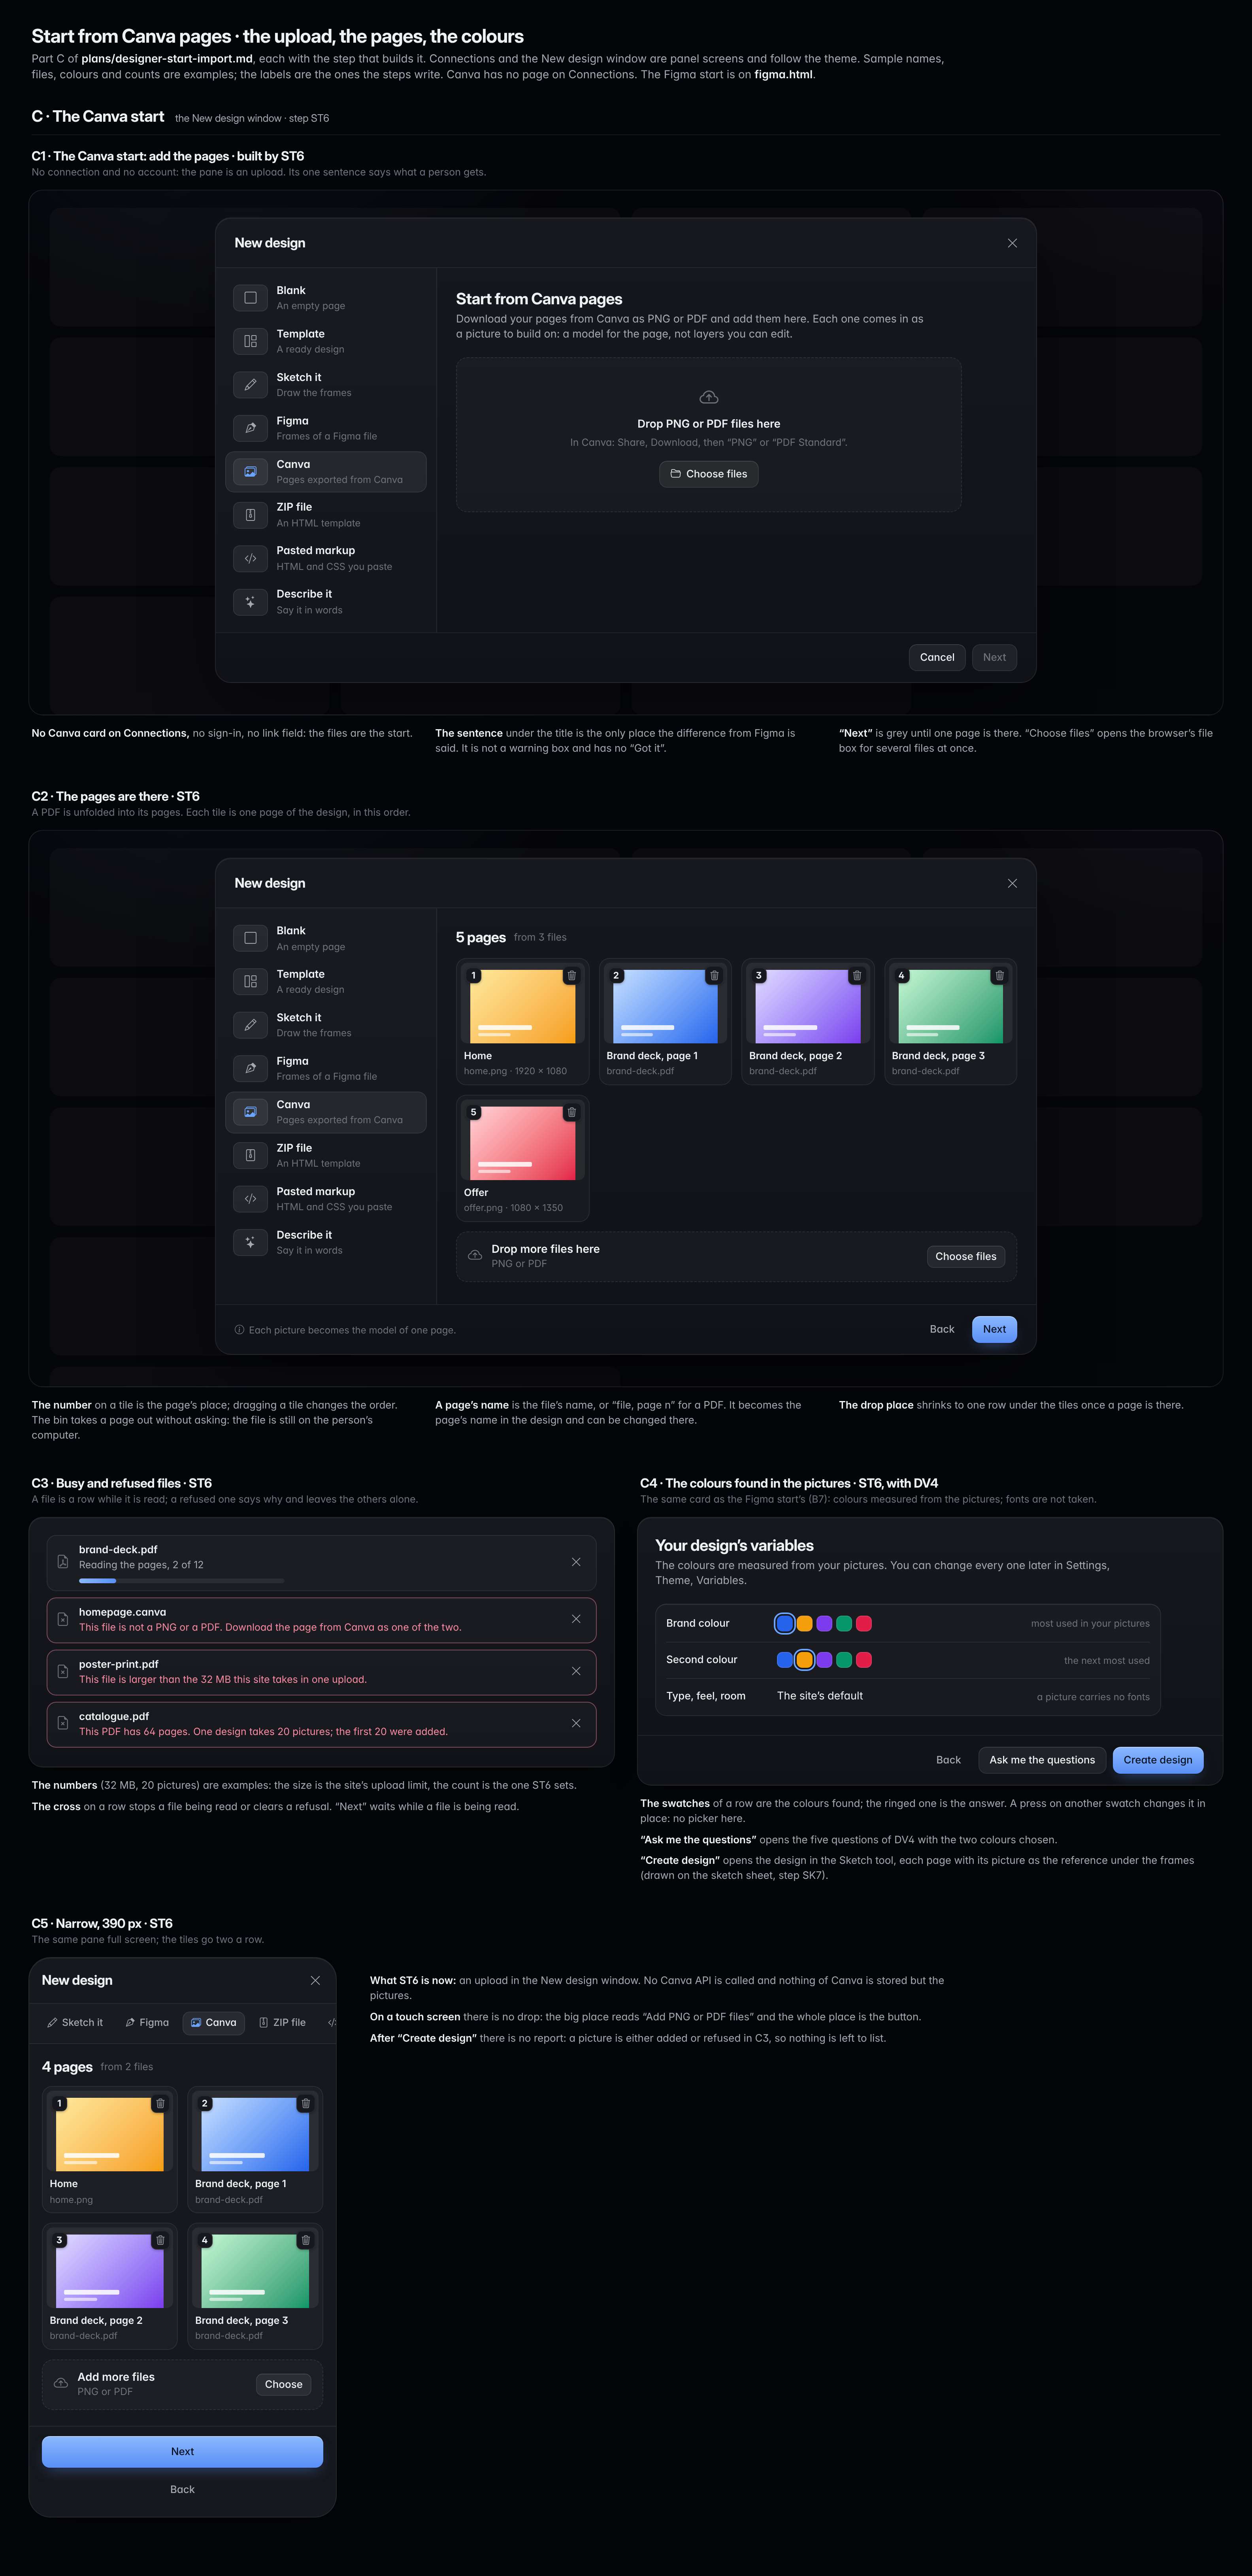 Start from Canva pages · the upload, the pages, the colours
Part C of plans/designer-start-import.md, each with the step that builds it. Connections and the New design window are panel screens and follow the theme. Sample names,
files, colours and counts are examples; the labels are the ones the steps write. Canva has no page on Connections. The Figma start is on figma.html.
C · The Canva start the New design window · step ST6
C1 · The Canva start: add the pages · built by ST6
No connection and no account: the pane is an upload. Its one sentence says what a person gets.
New design
Blank
An empty page
Template
A ready design
Sketch it
Draw the frames
Figma
Frames of a Figma file
Canva
Pages exported from Canva
ZIP file
An HTML template
Pasted markup
HTML and CSS you paste
Describe it
Say it in words
Start from Canva pages
Download your pages from Canva as PNG or PDF and add them here. Each one comes in as
a picture to build on: a model for the page, not layers you can edit.
Drop PNG or PDF files here
In Canva: Share, Download, then “PNG” or “PDF Standard”.
Choose files
Cancel
Next
No Canva card on Connections, no sign-in, no link field: the files are the start.
The sentence under the title is the only place the difference from Figma is
said. It is not a warning box and has no “Got it”.
“Next” is grey until one page is there. “Choose files” opens the browser’s file
box for several files at once.
C2 · The pages are there · ST6
A PDF is unfolded into its pages. Each tile is one page of the design, in this order.
New design
Blank
An empty page
Template
A ready design
Sketch it
Draw the frames
Figma
Frames of a Figma file
Canva
Pages exported from Canva
ZIP file
An HTML template
Pasted markup
HTML and CSS you paste
Describe it
Say it in words
5 pages from 3 files
1
Home
home.png · 1920 × 1080
2
Brand deck, page 1
brand-deck.pdf
3
Brand deck, page 2
brand-deck.pdf
4
Brand deck, page 3
brand-deck.pdf
5
Offer
offer.png · 1080 × 1350
Drop more files here
PNG or PDF
Choose files
Each picture becomes the model of one page.
Back
Next
The number on a tile is the page’s place; dragging a tile changes the order.
The bin takes a page out without asking: the file is still on the person’s
computer.
A page’s name is the file’s name, or “file, page n” for a PDF. It becomes the
page’s name in the design and can be changed there.
The drop place shrinks to one row under the tiles once a page is there.
C3 · Busy and refused files · ST6
A file is a row while it is read; a refused one says why and leaves the others alone.
brand-deck.pdf
Reading the pages, 2 of 12
homepage.canva
This file is not a PNG or a PDF. Download the page from Canva as one of the two.
poster-print.pdf
This file is larger than the 32 MB this site takes in one upload.
catalogue.pdf
This PDF has 64 pages. One design takes 20 pictures; the first 20 were added.
The numbers (32 MB, 20 pictures) are examples: the size is the site’s upload limit, the count is the one ST6 sets.
The cross on a row stops a file being read or clears a refusal. “Next” waits while a file is being read.
C4 · The colours found in the pictures · ST6, with DV4
The same card as the Figma start’s (B7): colours measured from the pictures; fonts are not taken.
Your design’s variables
The colours are measured from your pictures. You can change every one later in Settings,
Theme, Variables.
Brand colour
most used in your pictures
Second colour
the next most used
Type, feel, room
The site’s default
a picture carries no fonts
Back
Ask me the questions
Create design
The swatches of a row are the colours found; the ringed one is the answer. A press on another swatch changes it in
place: no picker here.
“Ask me the questions” opens the five questions of DV4 with the two colours chosen.
“Create design” opens the design in the Sketch tool, each page with its picture as the reference under the frames
(drawn on the sketch sheet, step SK7).
C5 · Narrow, 390 px · ST6
The same pane full screen; the tiles go two a row.
New design
Sketch it
Figma
Canva
ZIP file
4 pages from 2 files
1
Home
home.png
2
Brand deck, page 1
brand-deck.pdf
3
Brand deck, page 2
brand-deck.pdf
4
Brand deck, page 3
brand-deck.pdf
Add more files
PNG or PDF
Choose
Next
Back
What ST6 is now: an upload in the New design window. No Canva API is called and nothing of Canva is stored but the
pictures.
On a touch screen there is no drop: the big place reads “Add PNG or PDF files” and the whole place is the button.
After “Create design” there is no report: a picture is either added or refused in C3, so nothing is left to list.